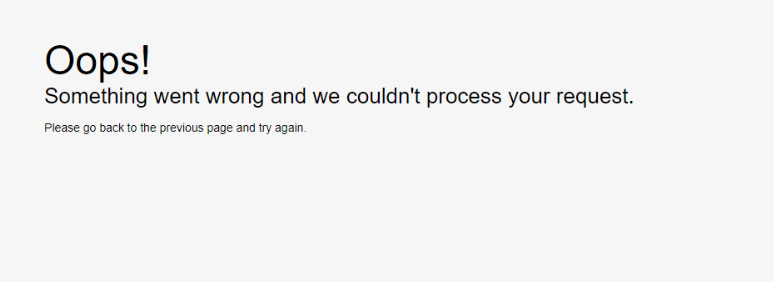 Oops!
Something went wrong and we couldn't process your request.
Please go back to the previous page and try again.